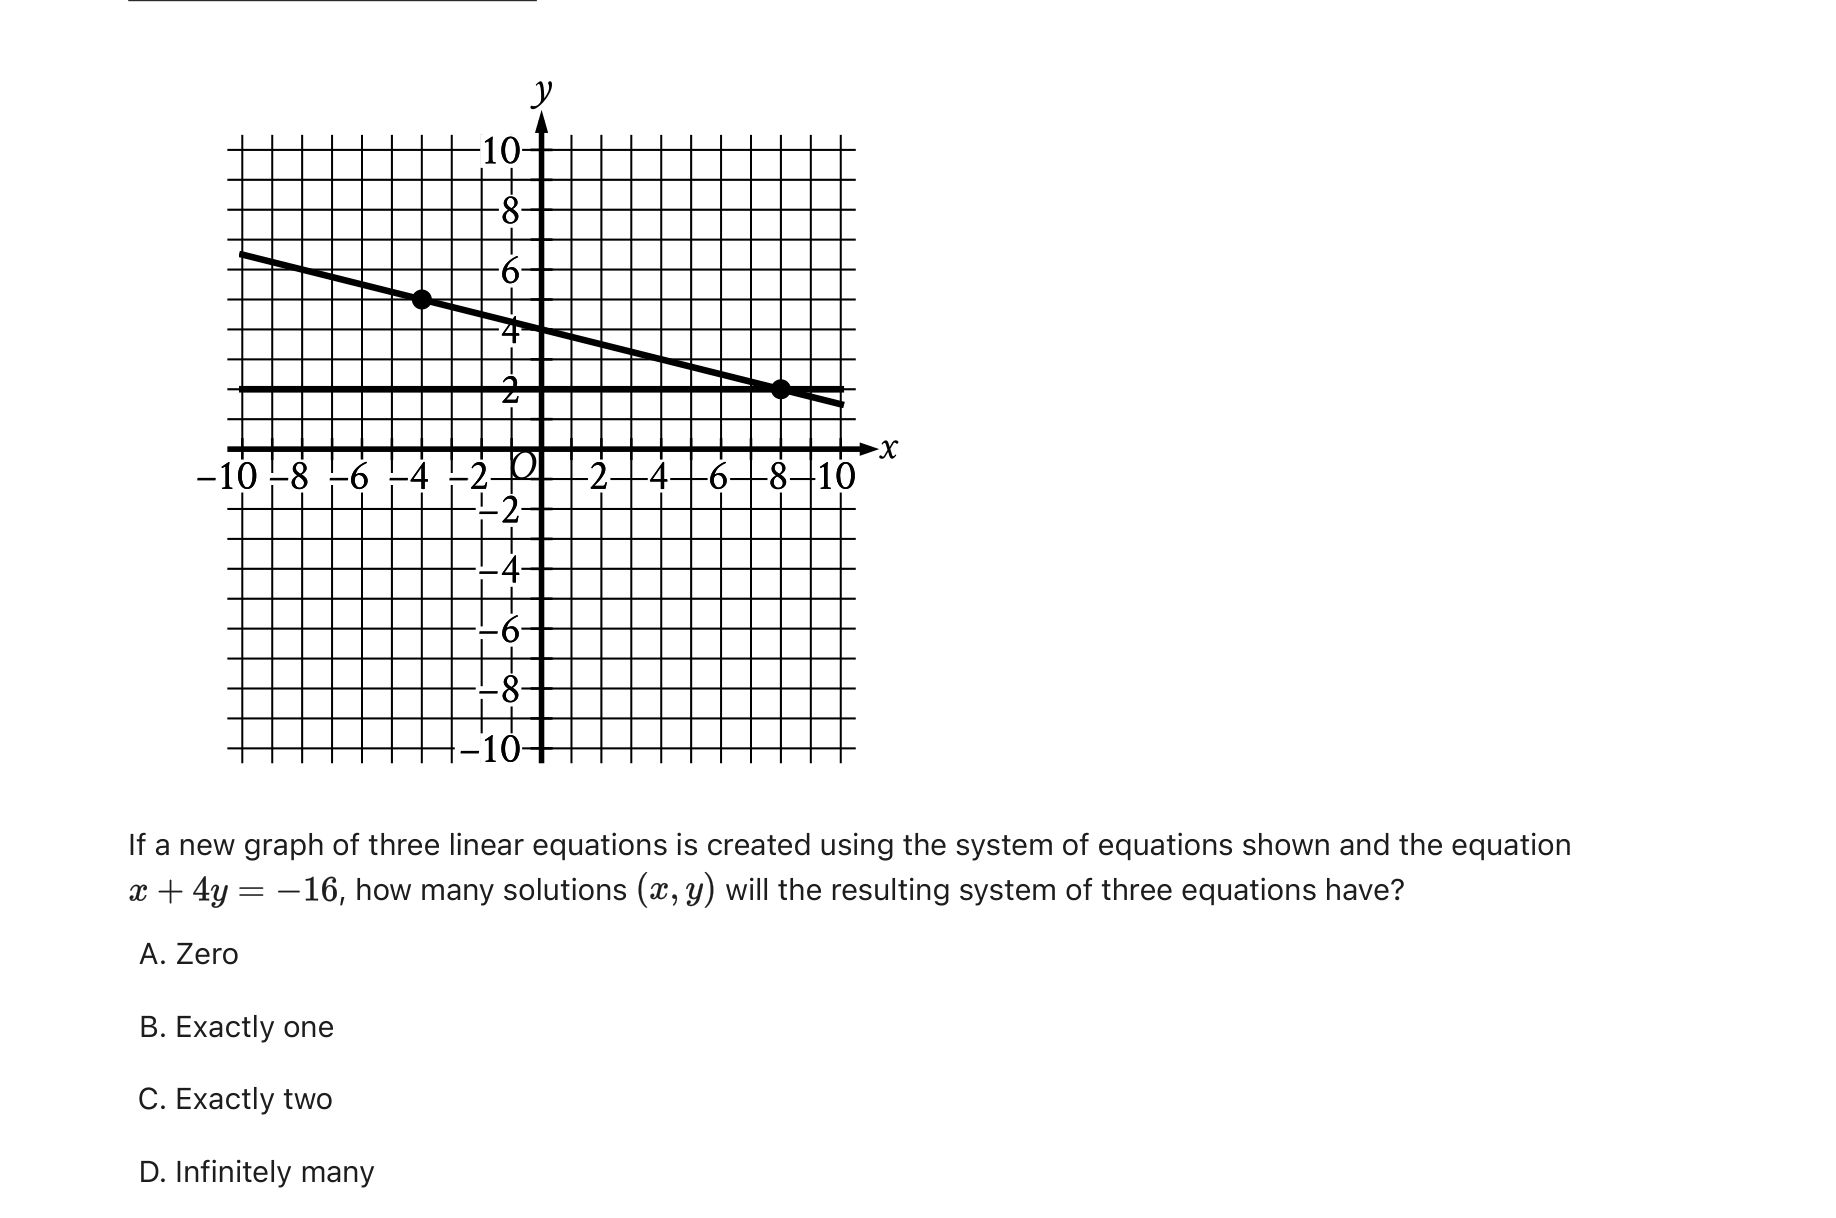 y
10
8
6
4
2
x
−10 −8 −6 −4 −2 O 2 4 6 8 10
−2
−4
−6
−8
−10
If a new graph of three linear equations is created using the system of equations shown and the equation
x + 4y = −16, how many solutions (x, y) will the resulting system of three equations have?
A. Zero
B. Exactly one
C. Exactly two
D. Infinitely many